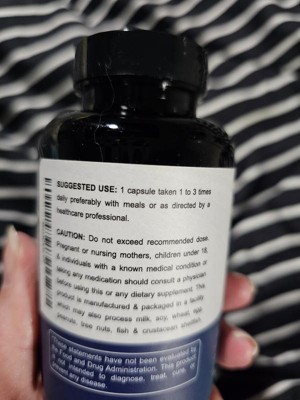 SUGGESTED USE: 1 capsule taken 1 to 3 times
daily preferably with meals or as directed by a
healthcare professional.
CAUTION: Do not exceed recommended dose.
Pregnant or nursing mothers, children under 18,
& individuals with a known medical condition or
taking any medication should consult a physician
before using this or any dietary supplement. This
product is manufactured & packaged in a facility
which may also process milk, soy, wheat, egg,
peanuts, tree nuts, fish & crustacean shellfish.
These statements have not been evaluated by
the Food and Drug Administration. This product
is not intended to diagnose, treat, cure, or
prevent any disease.